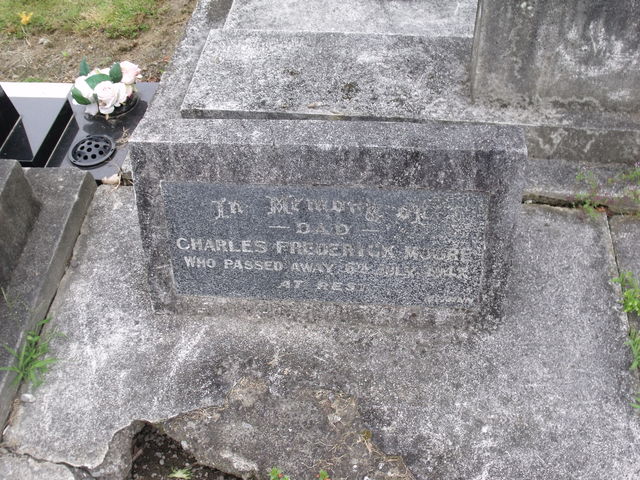 In Memory of
— DAD —
CHARLES FREDERICK MOORE
WHO PASSED AWAY JULY
AT REST